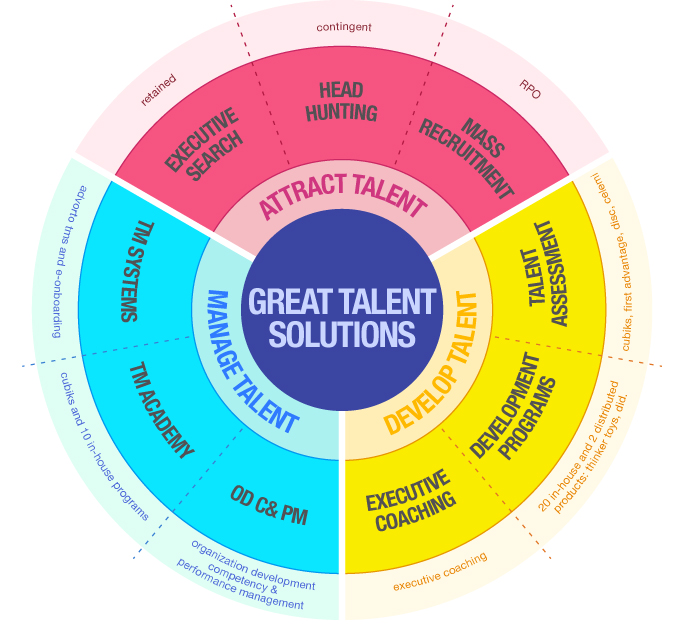 contingent
retained
RPO
HEAD
HUNTING
EXECUTIVE
SEARCH
MASS
RECRUITMENT
ATTRACT TALENT
advorto tms and e-onboarding
cubiks, first advantage, disc, celemi
TM SYSTEMS
TALENT
ASSESSMENT
GREAT TALENT
SOLUTIONS
MANAGE TALENT
DEVELOP TALENT
TM ACADEMY
DEVELOPMENT
PROGRAMS
cubiks and 10 in-house programs
20 in-house and 2 distributed
products: thinker toys, did.
OD C& PM
EXECUTIVE
COACHING
organization development
competency &
performance management
executive coaching